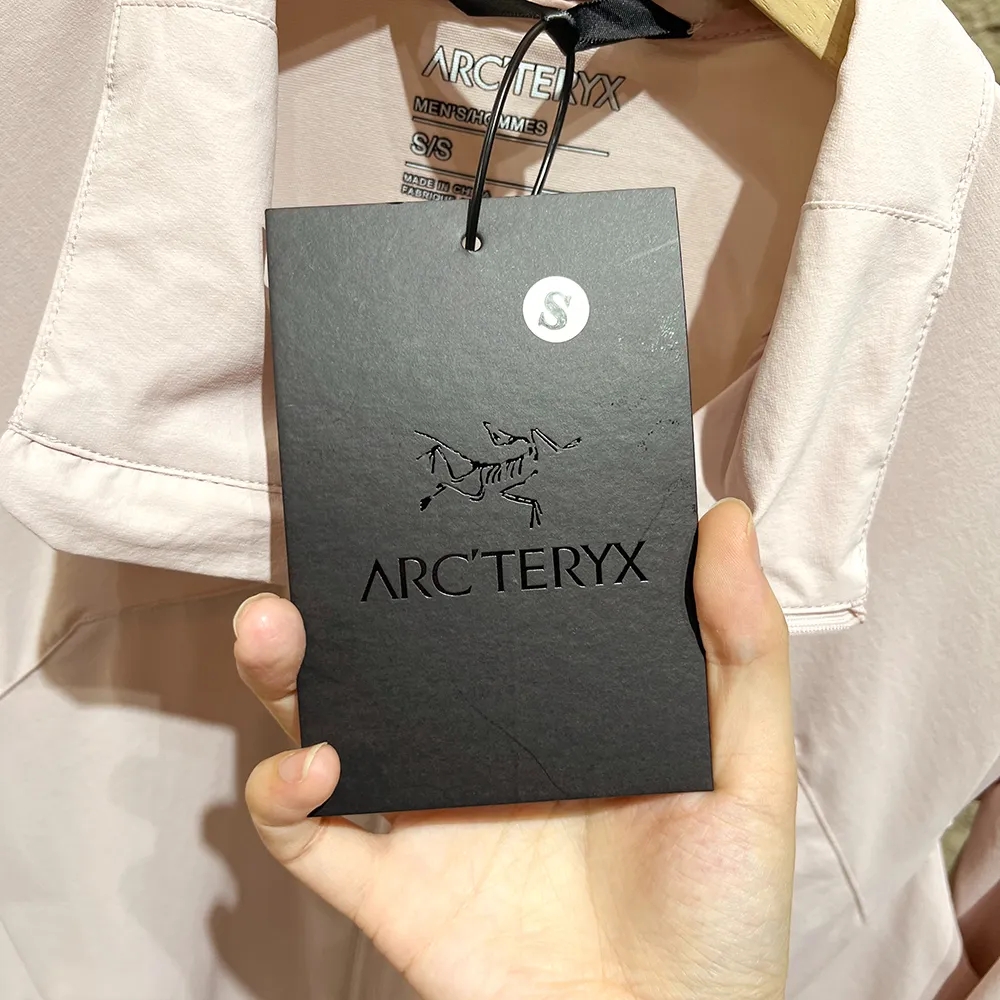 ARC'TERYX
MEN'S/HOMMES
S/S
MADE IN CHINA
S
ARC'TERYX